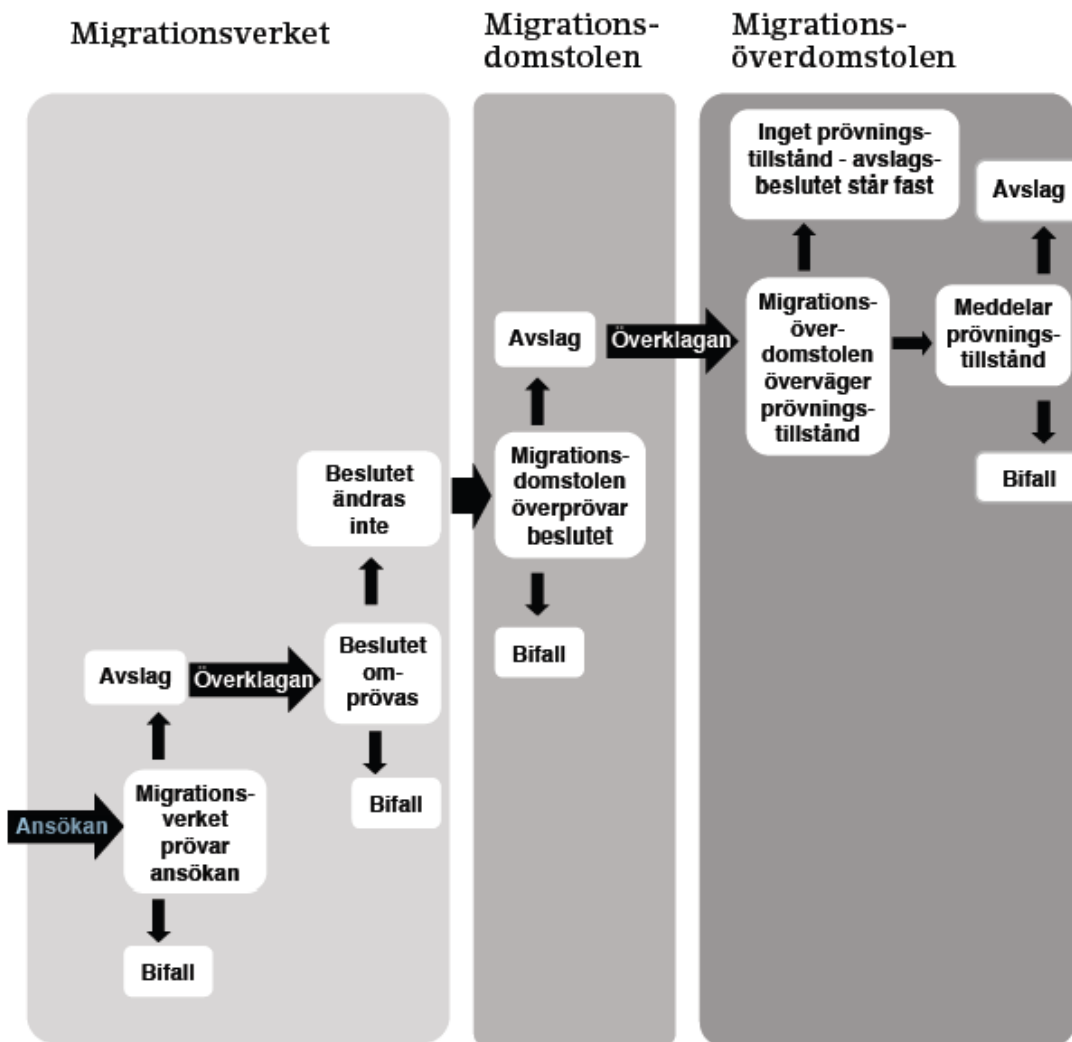 Migrationsverket
Migrations-
domstolen
Migrations-
överdomstolen
Ansökan
Migrations-
verket
prövar
ansökan
Bifall
Avslag
Överklagan
Beslutet
om-
prövas
Bifall
Beslutet
ändras
inte
Migrations-
domstolen
överprövar
beslutet
Bifall
Avslag
Överklagan
Migrations-
över-
domstolen
överväger
prövnings-
tillstånd
Inget prövnings-
tillstånd - avslags-
beslutet står fast
Meddelar
prövnings-
tillstånd
Avslag
Bifall